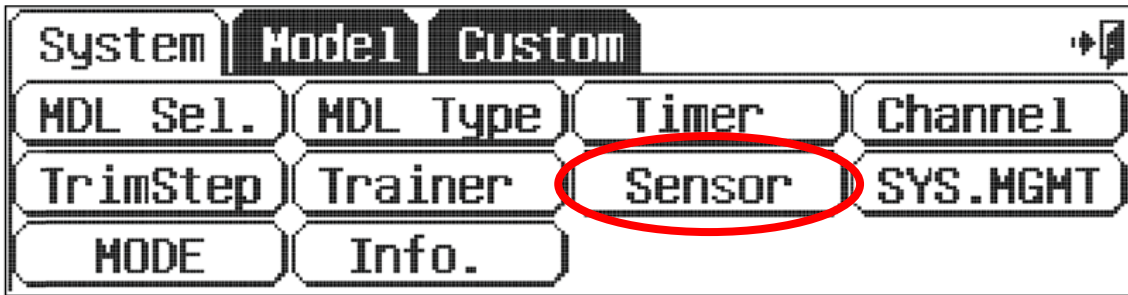 System Model Custom
MDL Sel. MDL Type Timer Channel
TrimStep Trainer Sensor SYS.MGMT
MODE Info.